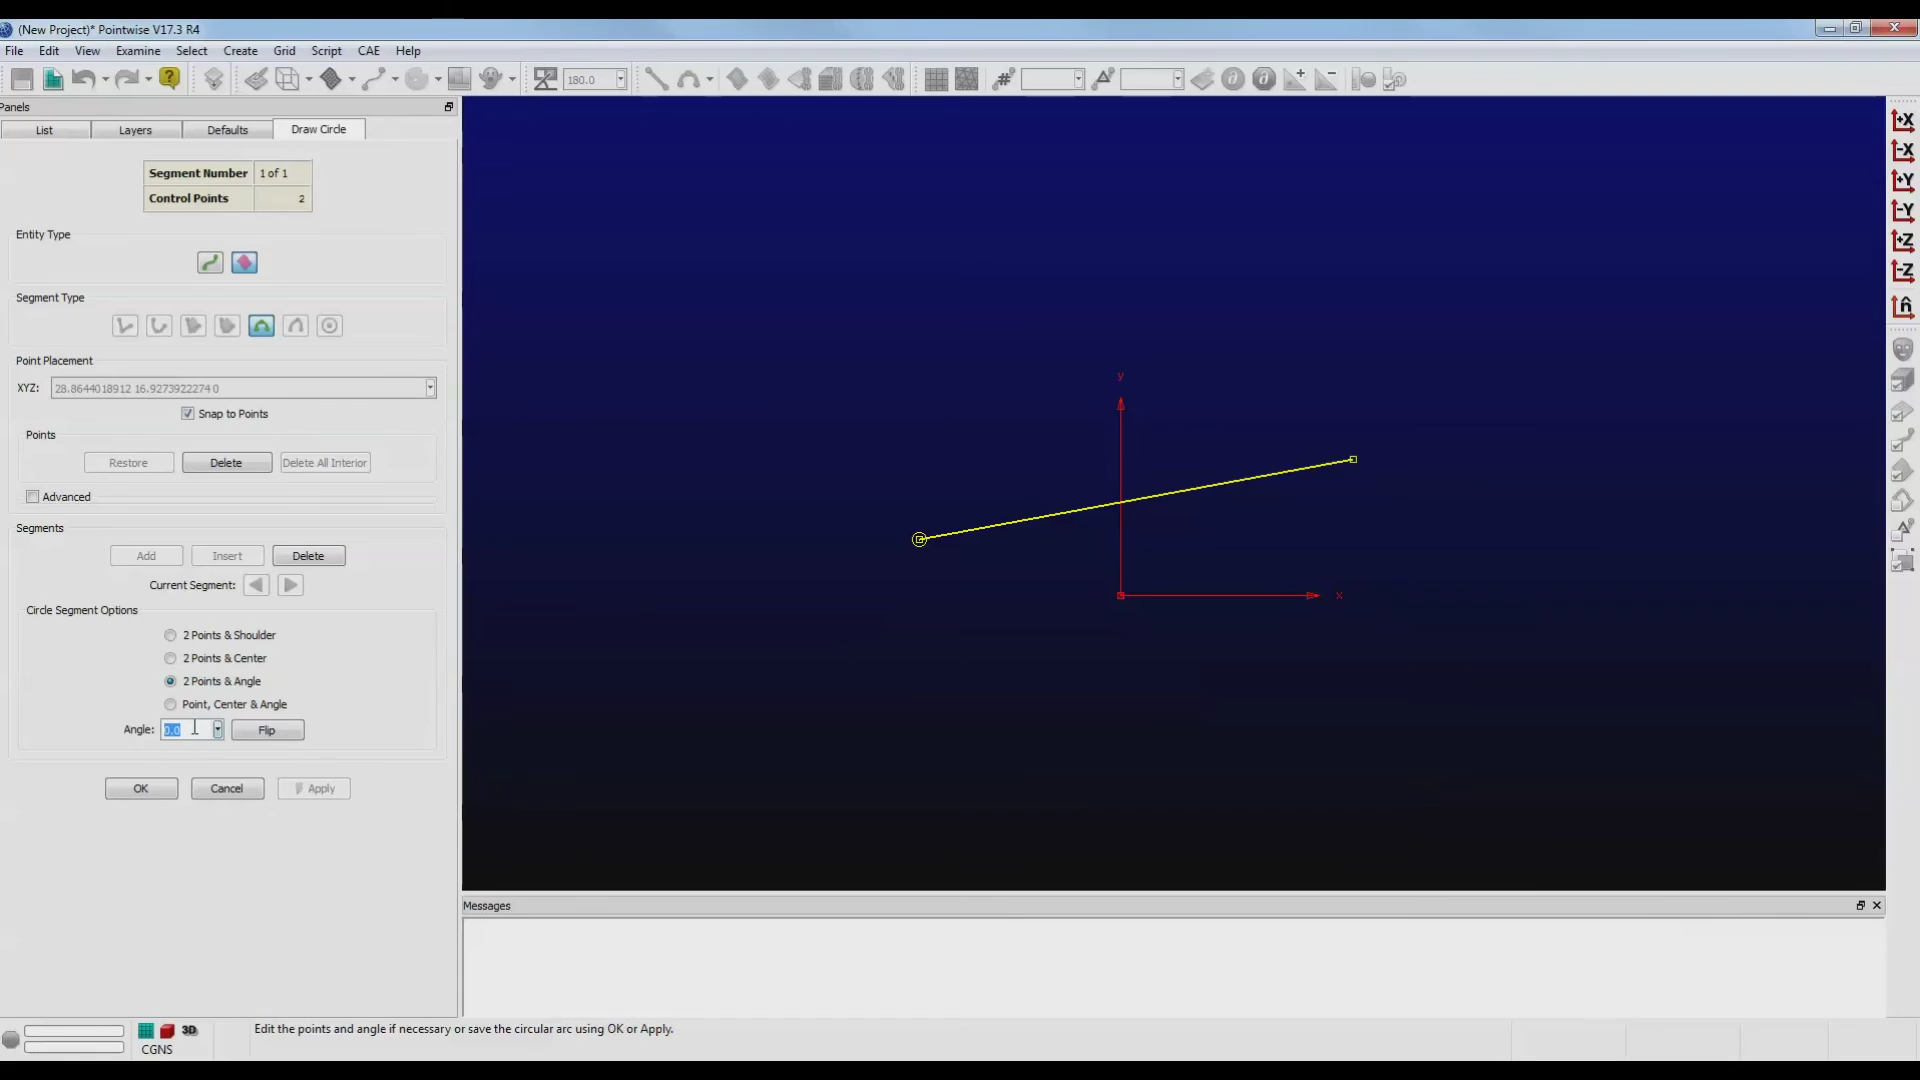 (New Project)* Pointwise V17.3 R4
File Edit View Examine Select Create Grid Script CAE Help
180.0
Panels
List Layers Defaults Draw Circle
Segment Number 1 of 1
Control Points 2
Entity Type
Segment Type
Point Placement
XYZ: 28.8644018912 16.9273922274 0
Snap to Points
Points
Restore Delete Delete All Interior
Advanced
Segments
Add Insert Delete
Current Segment:
Circle Segment Options
2 Points & Shoulder
2 Points & Center
2 Points & Angle
Point, Center & Angle
Angle: 0.0 Flip
OK Cancel Apply
y
x
+X
-X
+Y
-Y
+Z
-Z
n̂
Messages
3D
CGNS
Edit the points and angle if necessary or save the circular arc using OK or Apply.